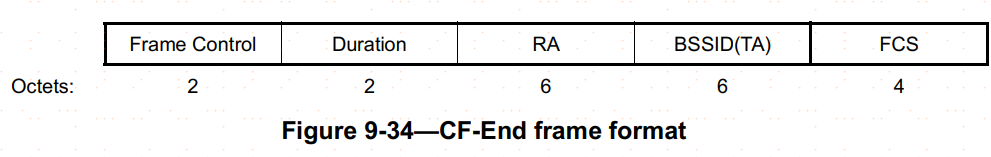 Frame Control Duration RA BSSID(TA) FCS
Octets: 2 2 6 6 4
Figure 9-34—CF-End frame format